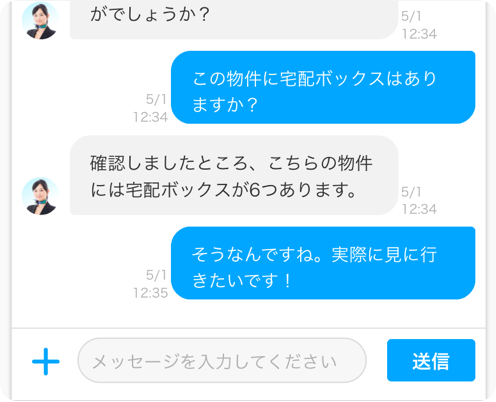 がでしょうか？
5/1
12:34
この物件に宅配ボックスはあり
ますか？
5/1
12:34
確認しましたところ、こちらの物件
には宅配ボックスが6つあります。
5/1
12:34
そうなんですね。実際に見に行
きたいです！
5/1
12:35
メッセージを入力してください
送信